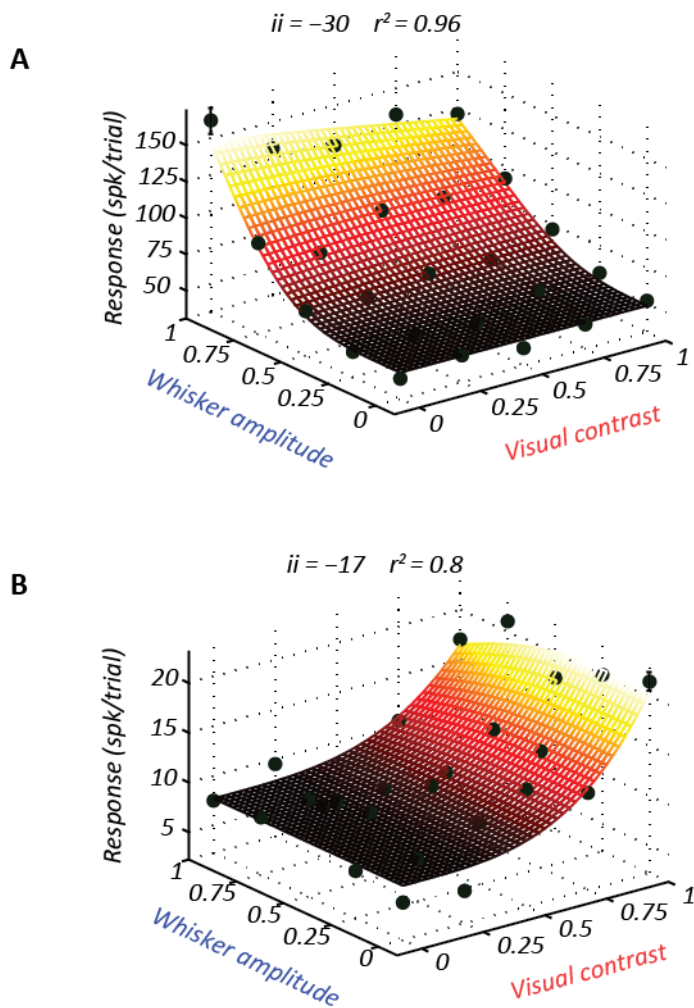 ii = −30 r² = 0.96
A
Response (spk/trial)
150
125
100
75
50
1
0.75
0.5
0.25
0
Whisker amplitude
0
0.25
0.5
0.75
1
Visual contrast
ii = −17 r² = 0.8
B
Response (spk/trial)
20
15
10
5
1
0.75
0.5
0.25
0
Whisker amplitude
0
0.25
0.5
0.75
1
Visual contrast